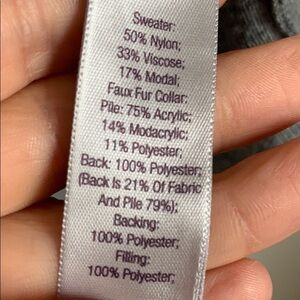 Sweater:
50% Nylon;
33% Viscose;
17% Modal;
Faux Fur Collar:
Pile: 75% Acrylic;
14% Modacrylic;
11% Polyester;
Back: 100% Polyester;
(Back Is 21% Of Fabric
And Pile 79%);
Backing:
100% Polyester;
Filling:
100% Polyester;